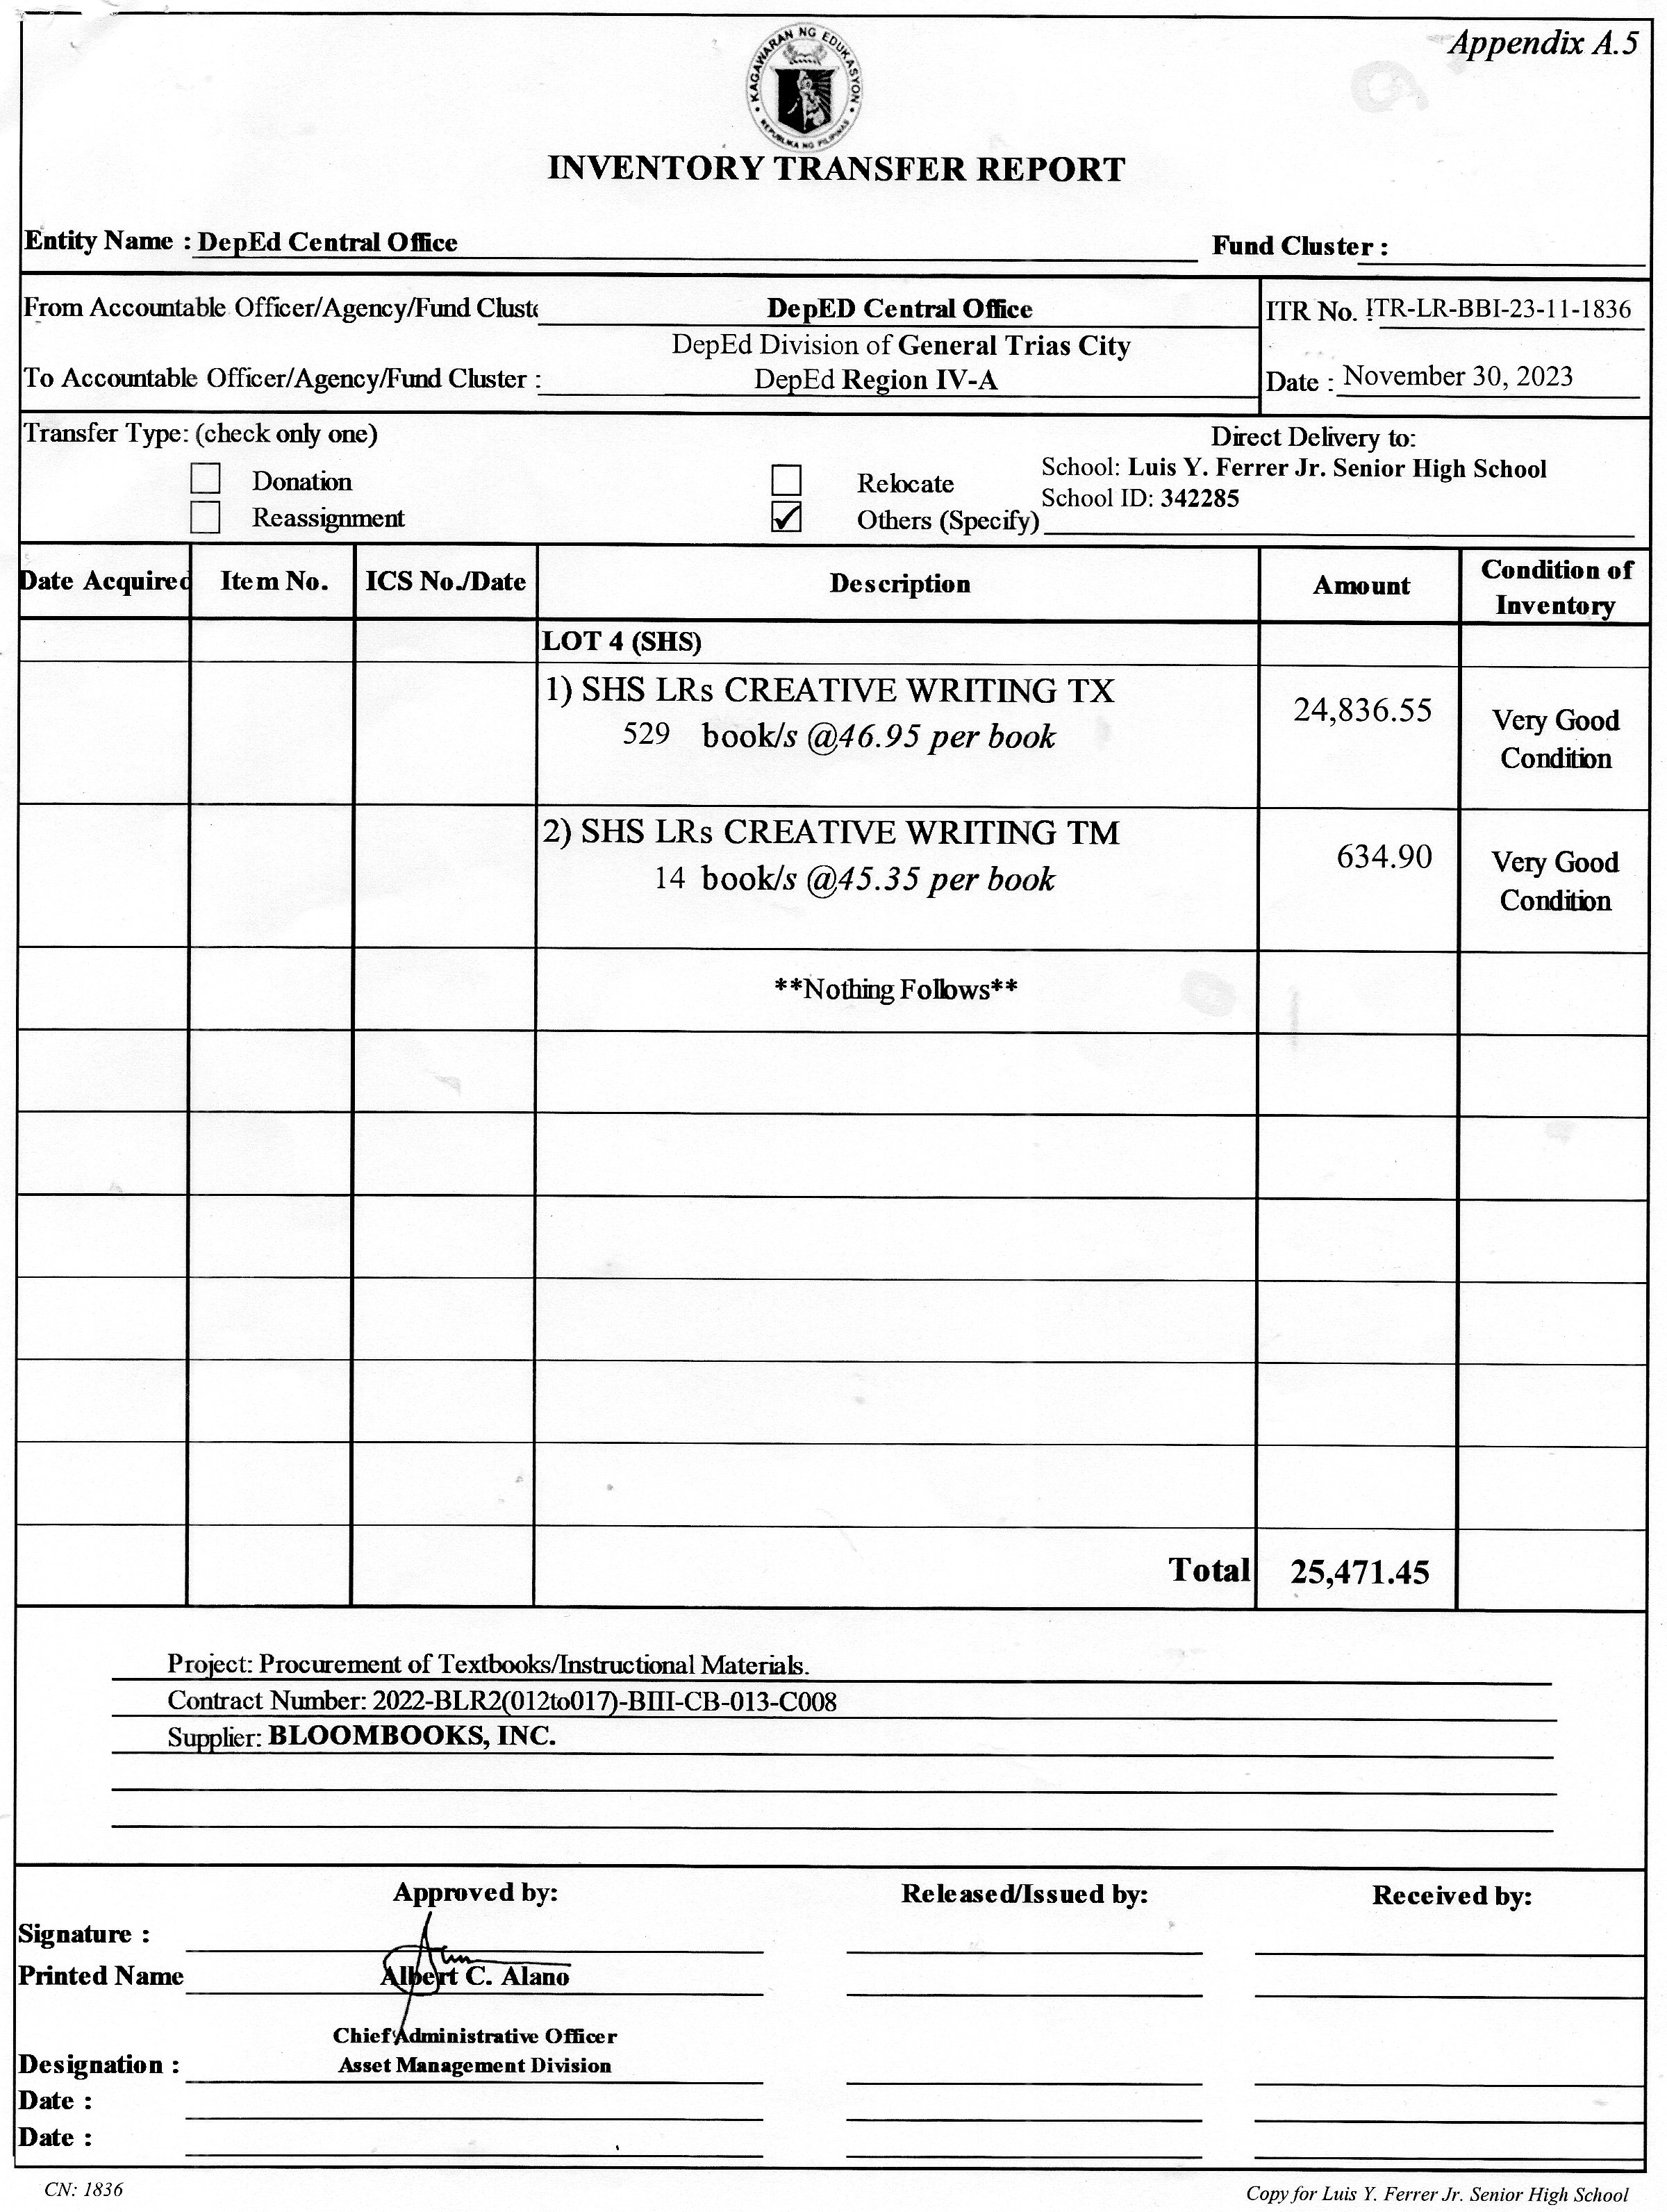 Appendix A.5
KAGAWARAN NG EDUKASYON
REPUBLIKA NG PILIPINAS
INVENTORY TRANSFER REPORT
Entity Name : DepEd Central Office Fund Cluster :
From Accountable Officer/Agency/Fund Cluste DepED Central Office ITR No. ITR-LR-BBI-23-11-1836
DepEd Division of General Trias City
To Accountable Officer/Agency/Fund Cluster : DepEd Region IV-A Date : November 30, 2023
Transfer Type: (check only one) Direct Delivery to:
Donation Relocate School: Luis Y. Ferrer Jr. Senior High School
School ID: 342285
Reassignment ✓ Others (Specify)
Date Acquired Item No. ICS No./Date Description Amount Condition of Inventory
LOT 4 (SHS)
1) SHS LRs CREATIVE WRITING TX 24,836.55 Very Good
529 book/s @46.95 per book Condition
2) SHS LRs CREATIVE WRITING TM 634.90 Very Good
14 book/s @45.35 per book Condition
**Nothing Follows**
Total 25,471.45
Project: Procurement of Textbooks/Instructional Materials.
Contract Number: 2022-BLR2(012to017)-BIII-CB-013-C008
Supplier: BLOOMBOOKS, INC.
Approved by: Released/Issued by: Received by:
Signature :
Printed Name Albert C. Alano
Chief Administrative Officer
Designation : Asset Management Division
Date :
Date :
CN: 1836 Copy for Luis Y. Ferrer Jr. Senior High School